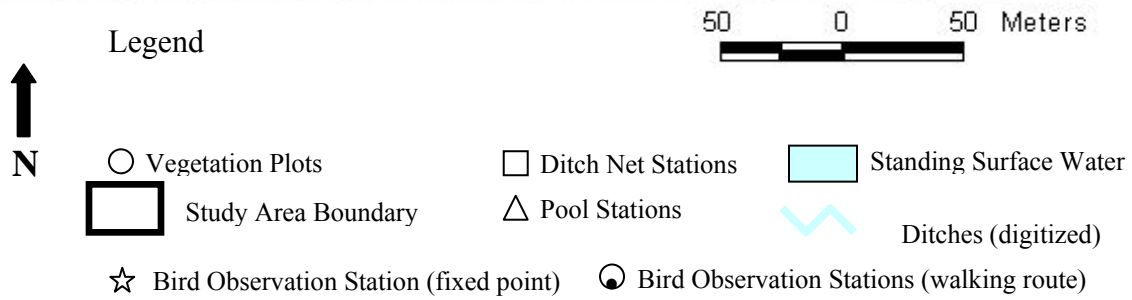 50 0 50 Meters
Legend
N
Vegetation Plots Ditch Net Stations Standing Surface Water
Study Area Boundary Pool Stations
Ditches (digitized)
Bird Observation Station (fixed point) Bird Observation Stations (walking route)